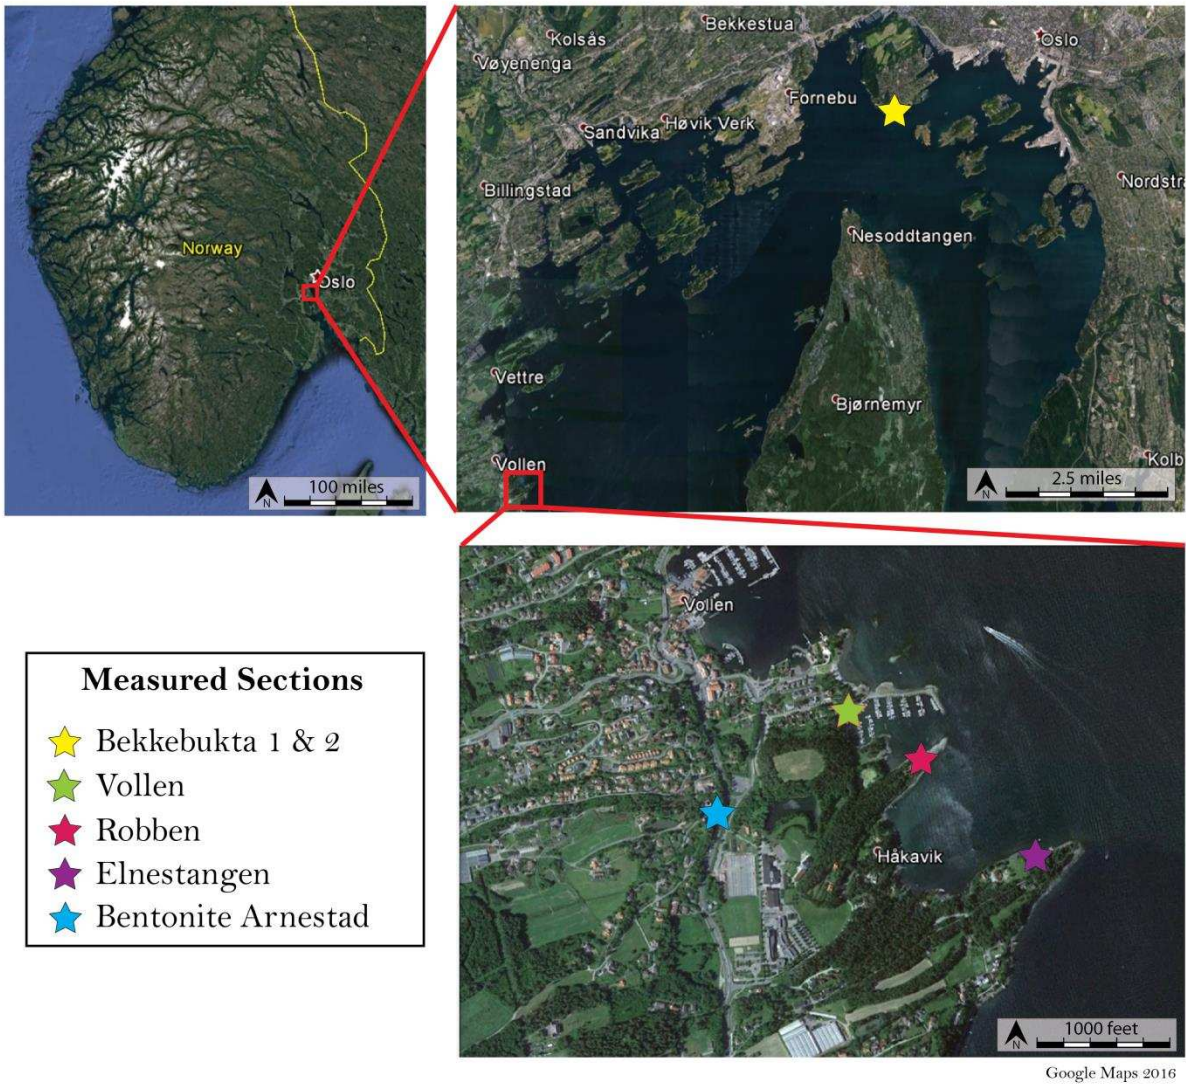 Norway
Oslo
N
100 miles
Bekkestua
Kolsås
Oslo
Vøyenenga
Fornebu
Høvik Verk
Sandvika
Billingstad
Nordstra
Nesoddtangen
Vettre
Bjørnemyr
Vollen
Kolb
N
2.5 miles
Vollen
Håkavik
N
1000 feet
Measured Sections
Bekkebukta 1 & 2
Vollen
Robben
Elnestangen
Bentonite Arnestad
Google Maps 2016